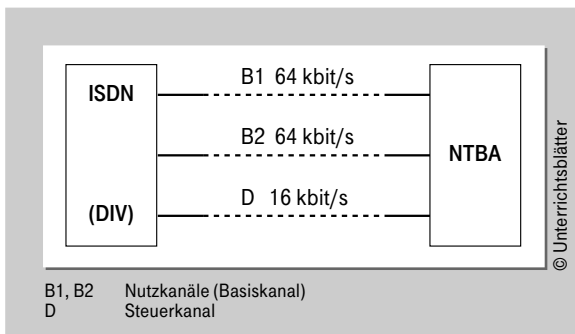 B1 64 kbit/s
ISDN
B2 64 kbit/s
NTBA
D 16 kbit/s
(DIV)
© Unterrichtsblätter
B1, B2 Nutzkanäle (Basiskanal)
D Steuerkanal